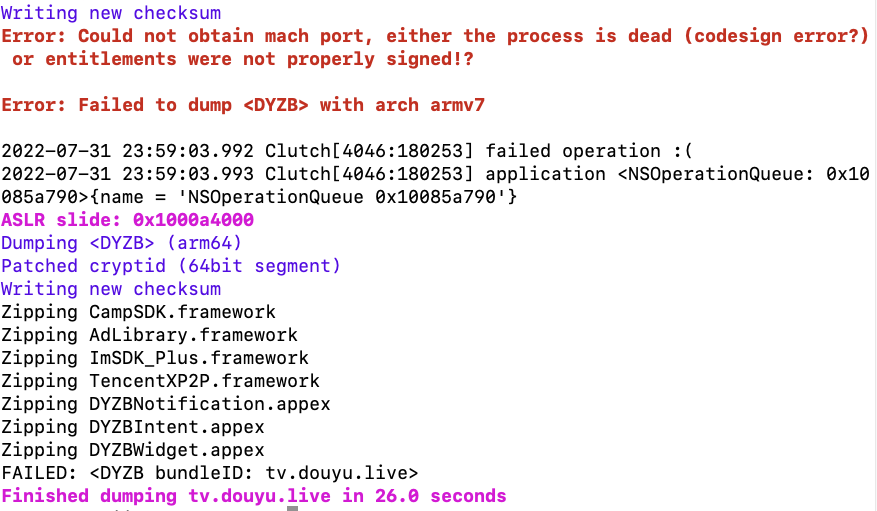 Writing new checksum
Error: Could not obtain mach port, either the process is dead (codesign error?)
 or entitlements were not properly signed!?
Error: Failed to dump <DYZB> with arch armv7
2022-07-31 23:59:03.992 Clutch[4046:180253] failed operation :(
2022-07-31 23:59:03.993 Clutch[4046:180253] application <NSOperationQueue: 0x10
085a790>{name = 'NSOperationQueue 0x10085a790'}
ASLR slide: 0x1000a4000
Dumping <DYZB> (arm64)
Patched cryptid (64bit segment)
Writing new checksum
Zipping CampSDK.framework
Zipping AdLibrary.framework
Zipping ImSDK_Plus.framework
Zipping TencentXP2P.framework
Zipping DYZBNotification.appex
Zipping DYZBIntent.appex
Zipping DYZBWidget.appex
FAILED: <DYZB bundleID: tv.douyu.live>
Finished dumping tv.douyu.live in 26.0 seconds